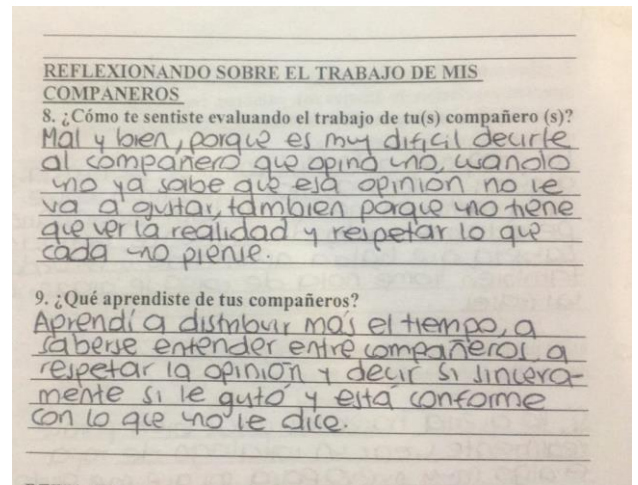 REFLEXIONANDO SOBRE EL TRABAJO DE MIS
COMPAÑEROS
8. ¿Cómo te sentiste evaluando el trabajo de tu(s) compañero (s)?
Mal y bien, porque es muy dificil decirle
al compañero que opina uno, cuando
uno ya sabe que esa opinion no le
va a gustar, tambien porque uno tiene
que ver la realidad y respetar lo que
cada uno piense.
9. ¿Qué aprendiste de tus compañeros?
Aprendí a distribuir más el tiempo, a
saberse entender entre compañeros, a
respetar la opinión y decir si sincera-
mente si le gustó y está conforme
con lo que uno le dice.